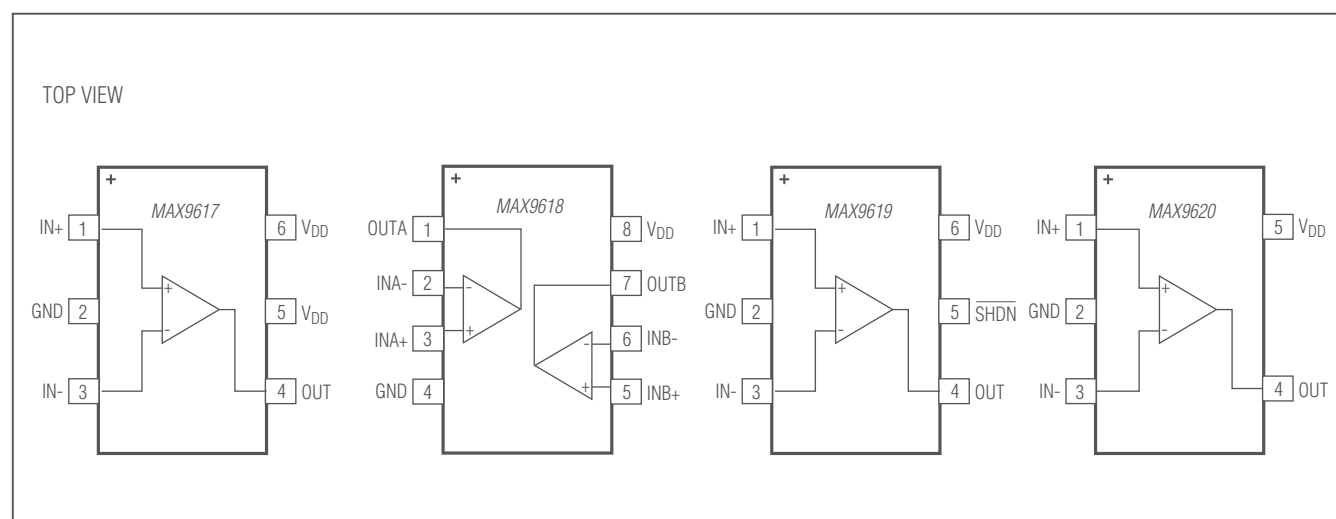 TOP VIEW
+
MAX9617
IN+ 1
GND 2
IN- 3
6 VDD
5 VDD
4 OUT
+
-
+
MAX9618
OUTA 1
INA- 2
INA+ 3
GND 4
8 VDD
7 OUTB
6 INB-
5 INB+
-
+
-
+
+
MAX9619
IN+ 1
GND 2
IN- 3
6 VDD
5 SHDN
4 OUT
+
-
+
MAX9620
IN+ 1
GND 2
IN- 3
5 VDD
4 OUT
+
-